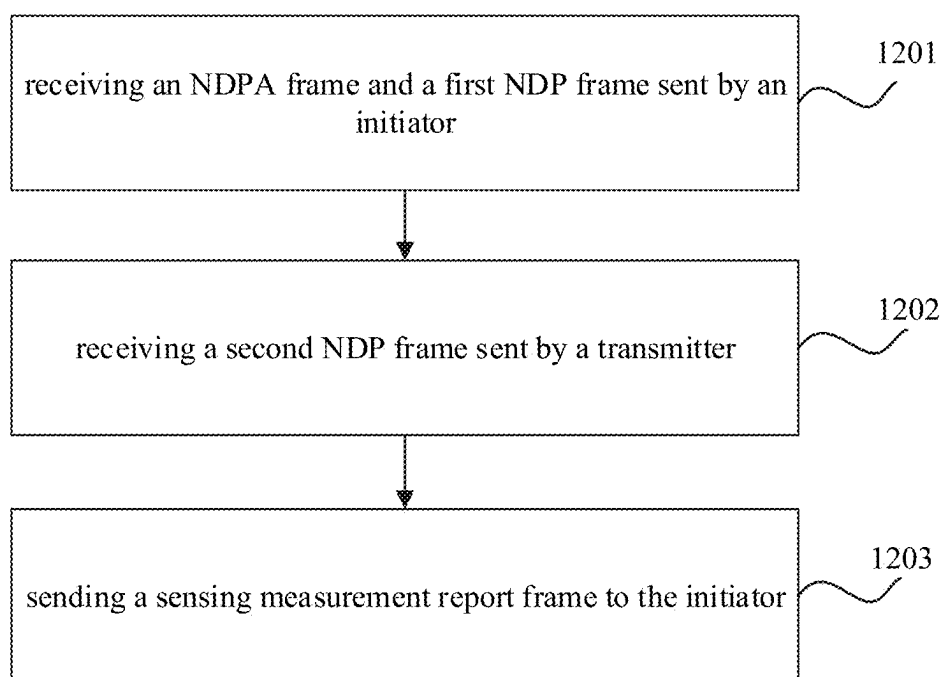 receiving an NDPA frame and a first NDP frame sent by an
initiator
1201
receiving a second NDP frame sent by a transmitter
1202
sending a sensing measurement report frame to the initiator
1203